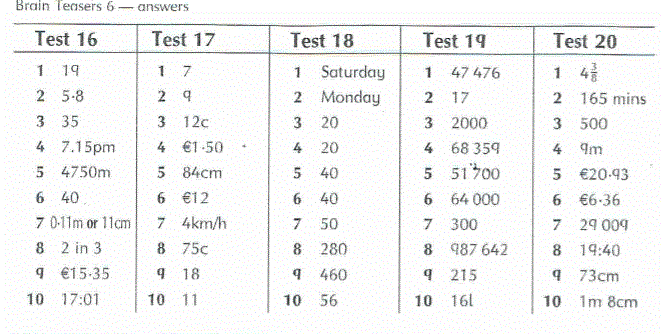 Brain Teasers 6 — answers
Test 16 Test 17 Test 18 Test 19 Test 20
1 19 1 7 1 Saturday 1 47 476 1 4 3/8
2 5·8 2 9 2 Monday 2 17 2 165 mins
3 35 3 12c 3 20 3 2000 3 500
4 7.15pm 4 €1·50 4 20 4 68 359 4 9m
5 4750m 5 84cm 5 40 5 51 700 5 €20·93
6 40 6 €12 6 40 6 64 000 6 €6·36
7 0·11m or 11cm 7 4km/h 7 50 7 300 7 29 009
8 2 in 3 8 75c 8 280 8 987 642 8 19:40
9 €15·35 9 18 9 460 9 215 9 73cm
10 17:01 10 11 10 56 10 16l 10 1m 8cm